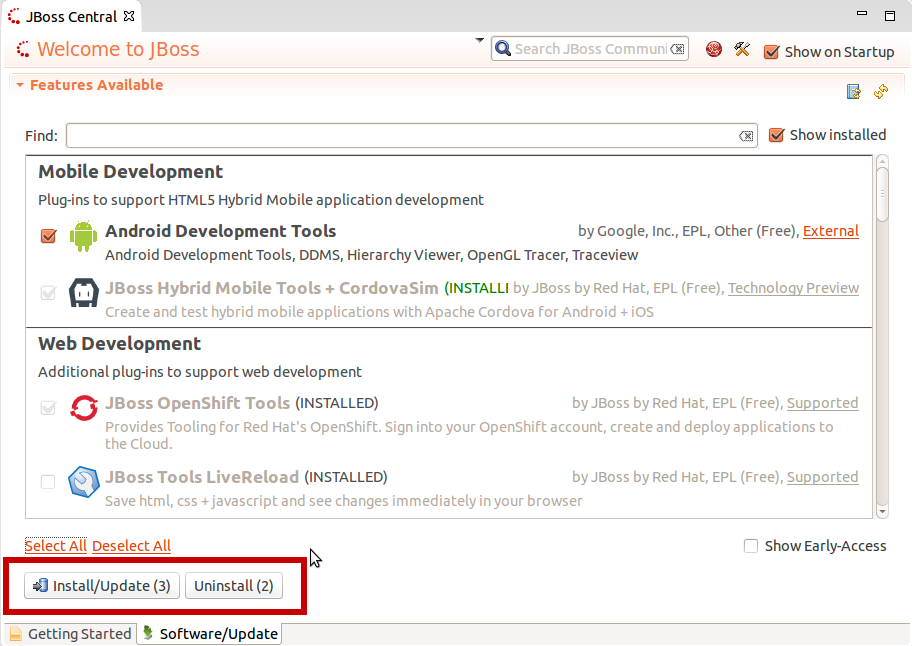 JBoss Central
Welcome to JBoss
Search JBoss Communi
Show on Startup
Features Available
Find:
Show installed
Mobile Development
Plug-ins to support HTML5 Hybrid Mobile application development
Android Development Tools by Google, Inc., EPL, Other (Free), External
Android Development Tools, DDMS, Hierarchy Viewer, OpenGL Tracer, Traceview
JBoss Hybrid Mobile Tools + CordovaSim (INSTALLI by JBoss by Red Hat, EPL (Free), Technology Preview
Create and test hybrid mobile applications with Apache Cordova for Android + iOS
Web Development
Additional plug-ins to support web development
JBoss OpenShift Tools (INSTALLED) by JBoss by Red Hat, EPL (Free), Supported
Provides Tooling for Red Hat's OpenShift. Sign into your OpenShift account, create and deploy applications to
the Cloud.
JBoss Tools LiveReload (INSTALLED) by JBoss by Red Hat, EPL (Free), Supported
Save html, css + javascript and see changes immediately in your browser
Select All Deselect All
Show Early-Access
Install/Update (3) Uninstall (2)
Getting Started Software/Update